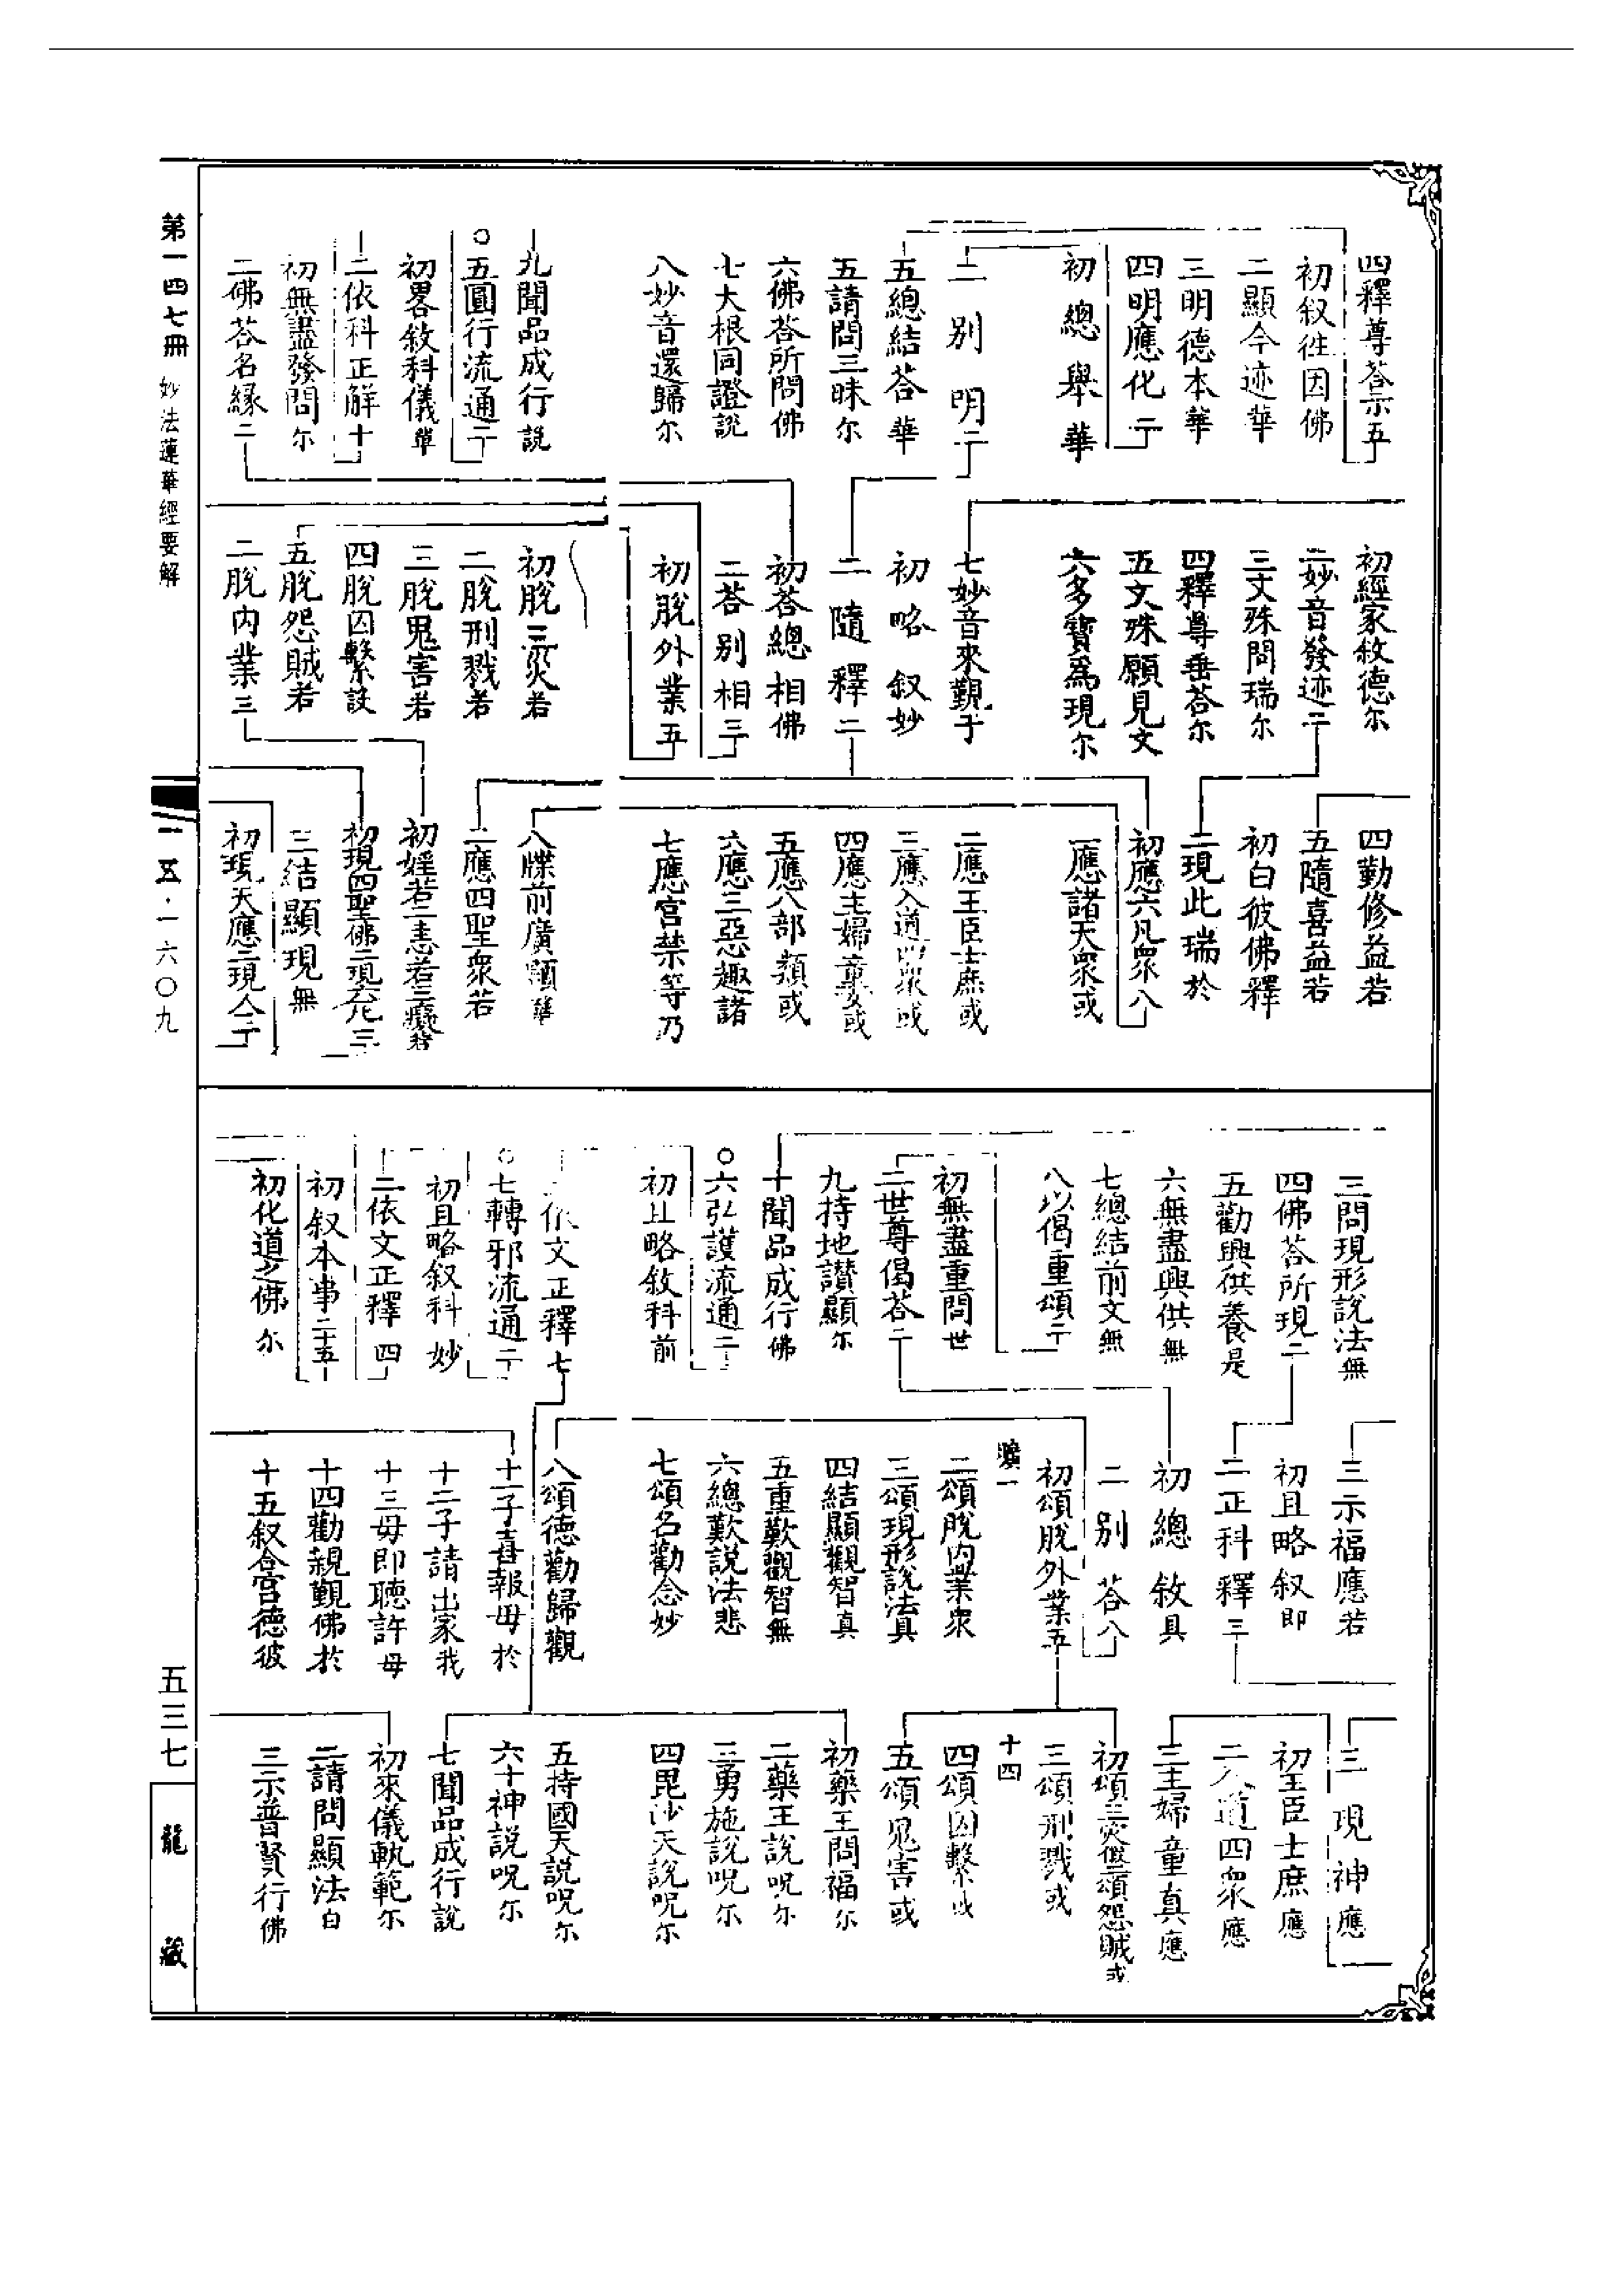 四釋尊荅示五
初叙徃因佛
二顯今迹華
三明德本華
四明應化二
初總舉華
二別明二
五總結荅華
五請問三昧尔
六佛荅所問佛
七大根同證說
八妙音還歸尔
九聞品成行說
○五圓行流通二
初畧敘科儀單
二依科正解十
初無盡發問尔
二佛荅名緣二
初經家敘德尔
二妙音發迹二
三文殊問瑞尔
四釋尊垂荅尔
五文殊願見文
六多寶爲現尔
七妙音來觐于
初略叙妙
二隨釋二
初荅總相佛
二荅別相三
初脫外業五
初脫三災若
二脫刑戮若
三脫鬼害若
四脫囚繫設
五脫怨賊若
二脫內業三
四勤修益若
五隨喜益若
初白彼佛釋
二現此瑞於
初應六凡衆八
一應諸天衆或
二應王臣士庶或
三應入道四衆或
四應主婦童女或
五應八部類或
六應三惡趣諸
七應宮禁等乃
八牒前廣顯華
二應四聖衆若
初婬若二恚若三癡若
初現四聖佛二現六凡三
三結顯現無
初現天應二現人二
三問現形說法無
四佛荅所現二
五勸興供養是
六無盡興供無
七總結前文無
八以偈重頌二
初無盡重問世
二世尊偈荅二
九持地讃顯尔
十聞品成行佛
○六弘護流通二
初且略敘科前
二依文正釋七
○七轉邪流通二
初且略叙科妙
二依文正釋四
初叙本事二十五
初化道之佛尔
三示福應若
初且略叙即
二正科釋三
初總敘具
二別荅八
初頌脫外業五
二頌脫內業衆
三頌現形說法真
四結顯觀智真
五重歎觀智無
六總歎說法悲
七頌名勸念妙
八頌德勸歸觀
十一子喜報母於
十二子請出家我
十三母即聽許母
十四勸親覲佛於
十五叙含宮德彼
三現神應
初王臣士庶應
二入道四衆應
三主婦童真應
初頌三災假二頌怨賊或
三頌刑戮或
十四
四頌囚繫或
五頌鬼害或
初藥王問福尔
二藥王說呪尔
三勇施說呪尔
四毘沙天說呪尔
五持國天說呪尔
六十神說呪尔
七聞品成行說
初來儀軌範尔
二請問顯法白
三示普賢行佛
第一四七冊 妙法蓮華經要解
一五·一六〇九
五三七
龍藏